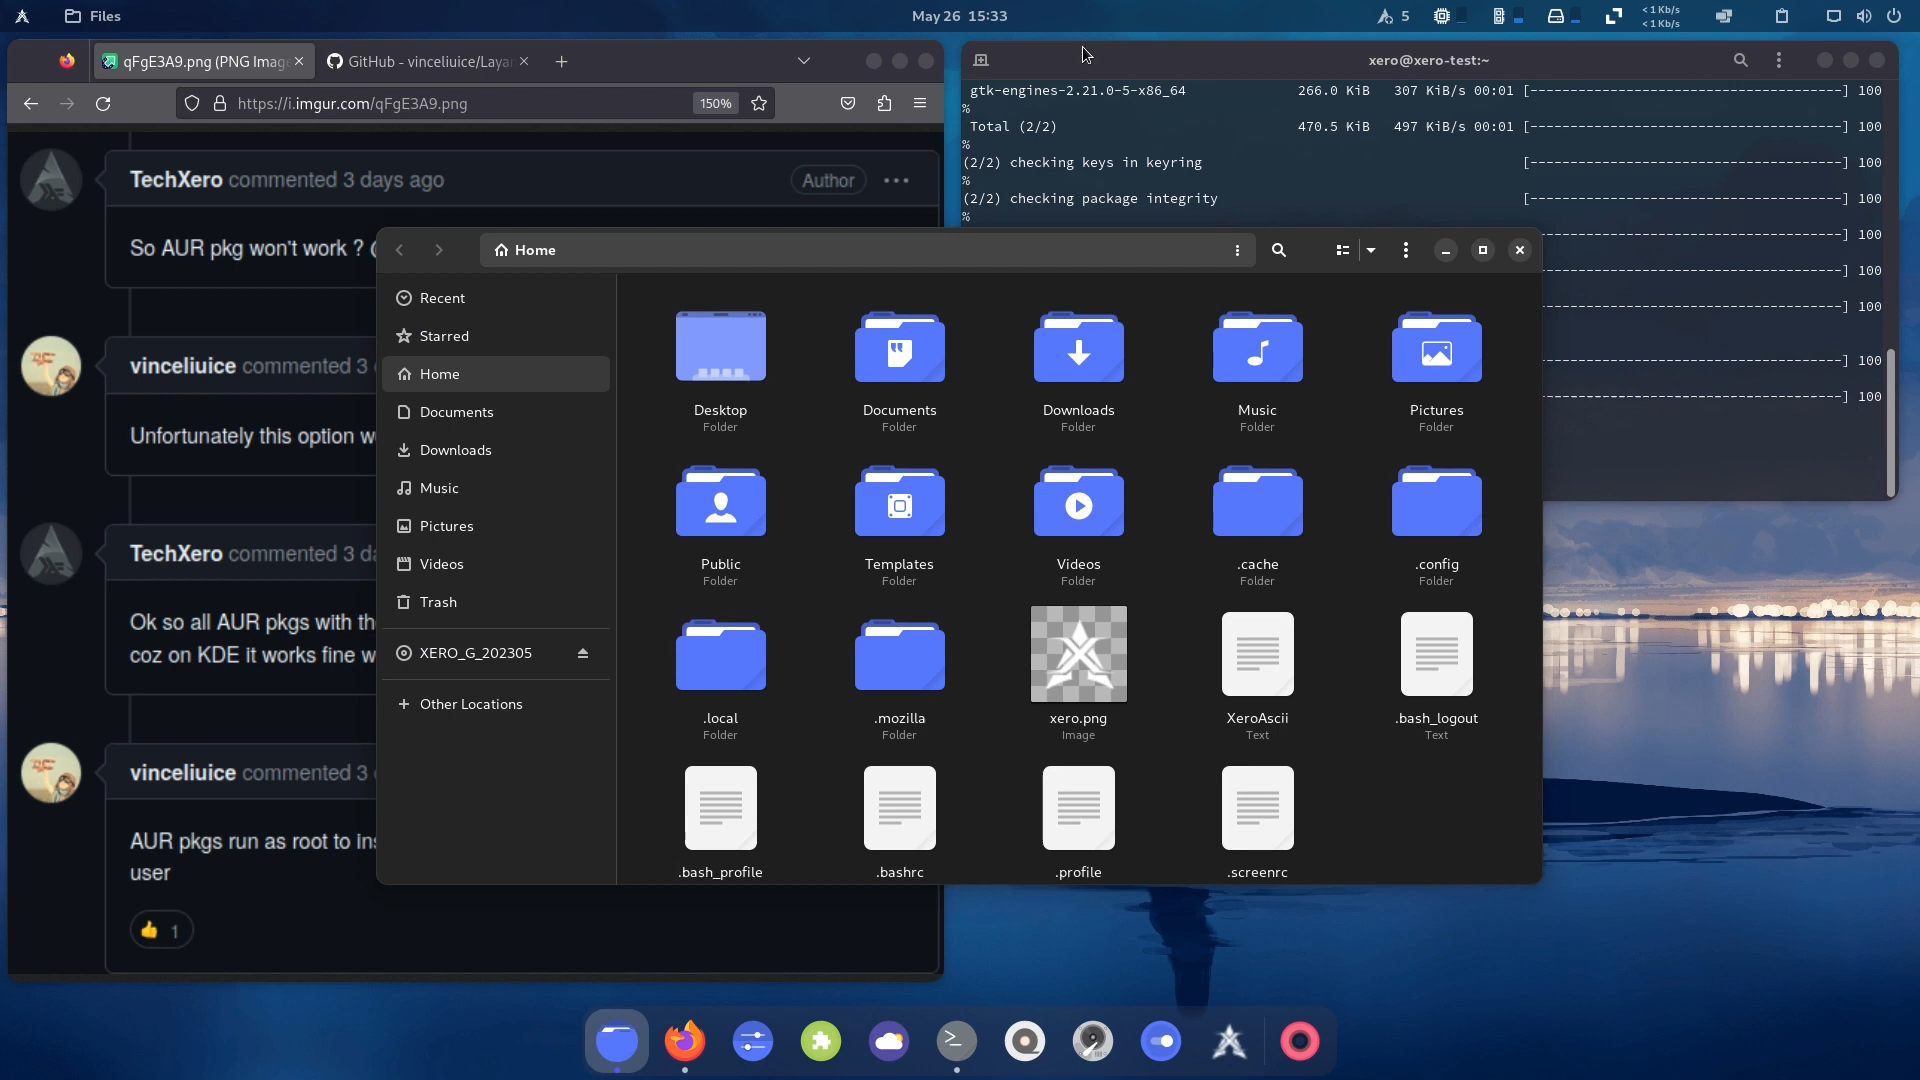 Files
May 26 15:33
5
< 1 Kb/s
< 1 Kb/s
qFgE3A9.png (PNG Imag
GitHub - vinceliuice/Layan
https://i.imgur.com/qFgE3A9.png
150%
TechXero commented 3 days ago
Author
So AUR pkg won't work ?
vinceliuice commented 3
Unfortunately this option w
TechXero commented 3 da
Ok so all AUR pkgs with th
coz on KDE it works fine w
vinceliuice commented 3
AUR pkgs run as root to ins
user
1
xero@xero-test:~
gtk-engines-2.21.0-5-x86_64 266.0 KiB 307 KiB/s 00:01 [-----------------------------------] 100
%
Total (2/2) 470.5 KiB 497 KiB/s 00:01 [-----------------------------------] 100
%
(2/2) checking keys in keyring [-----------------------------------] 100
%
(2/2) checking package integrity [-----------------------------------] 100
%
---------------------------------] 100
---------------------------------] 100
---------------------------------] 100
---------------------------------] 100
---------------------------------] 100
Home
Recent
Starred
Home
Documents
Downloads
Music
Pictures
Videos
Trash
XERO_G_202305
Other Locations
Desktop
Folder
Documents
Folder
Downloads
Folder
Music
Folder
Pictures
Folder
Public
Folder
Templates
Folder
Videos
Folder
.cache
Folder
.config
Folder
.local
Folder
.mozilla
Folder
xero.png
Image
XeroAscii
Text
.bash_logout
Text
.bash_profile
.bashrc
.profile
.screenrc